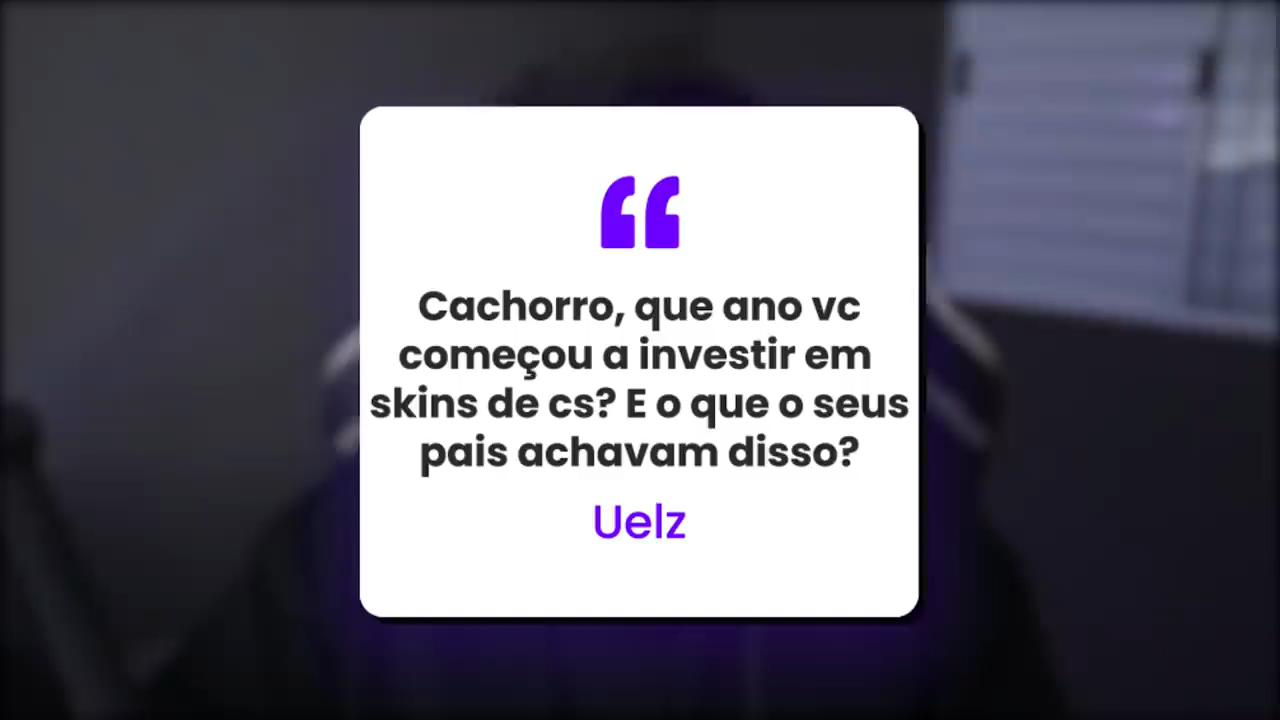 Cachorro, que ano vc
começou a investir em
skins de cs? E o que o seus
pais achavam disso?
Uelz